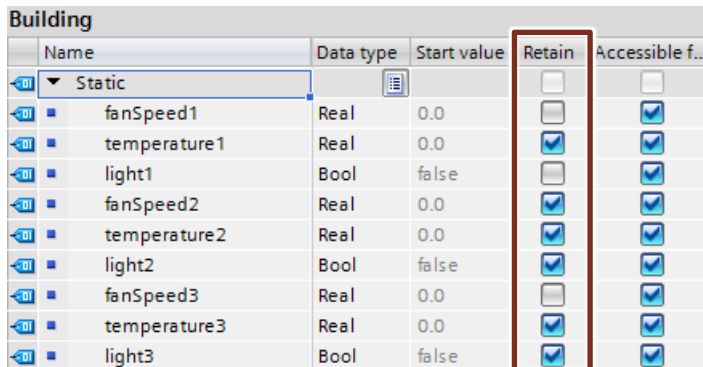 Building
Name Data type Start value Retain Accessible f...
Static
fanSpeed1 Real 0.0
temperature1 Real 0.0
light1 Bool false
fanSpeed2 Real 0.0
temperature2 Real 0.0
light2 Bool false
fanSpeed3 Real 0.0
temperature3 Real 0.0
light3 Bool false